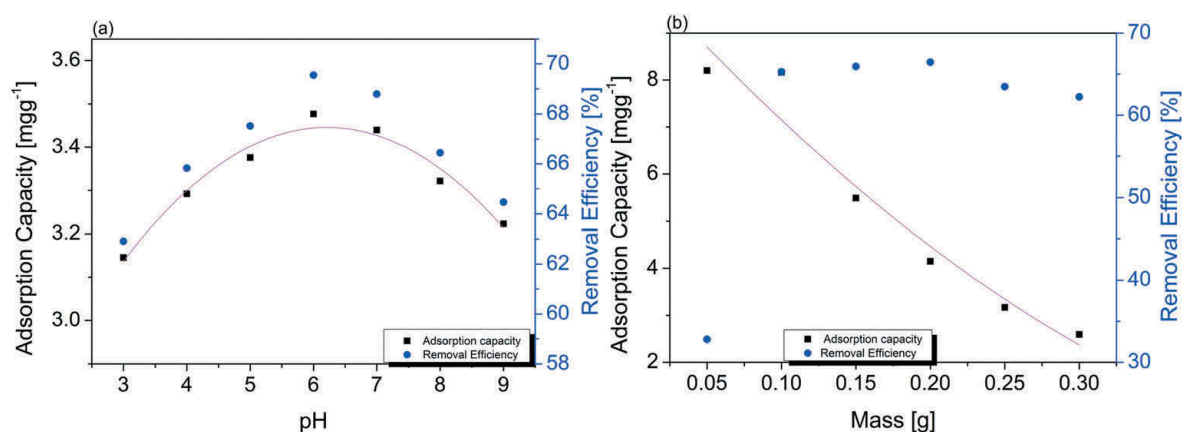 (a)
3.6
3.4
3.2
3.0
Adsorption Capacity [mgg⁻¹]
70
68
66
64
62
60
58
Removal Efficiency [%]
Adsorption capacity
Removal Efficiency
3 4 5 6 7 8 9
pH
(b)
8
6
4
2
Adsorption Capacity [mgg⁻¹]
70
60
50
40
30
Removal Efficiency [%]
Adsorption capacity
Removal Efficiency
0.05 0.10 0.15 0.20 0.25 0.30
Mass [g]